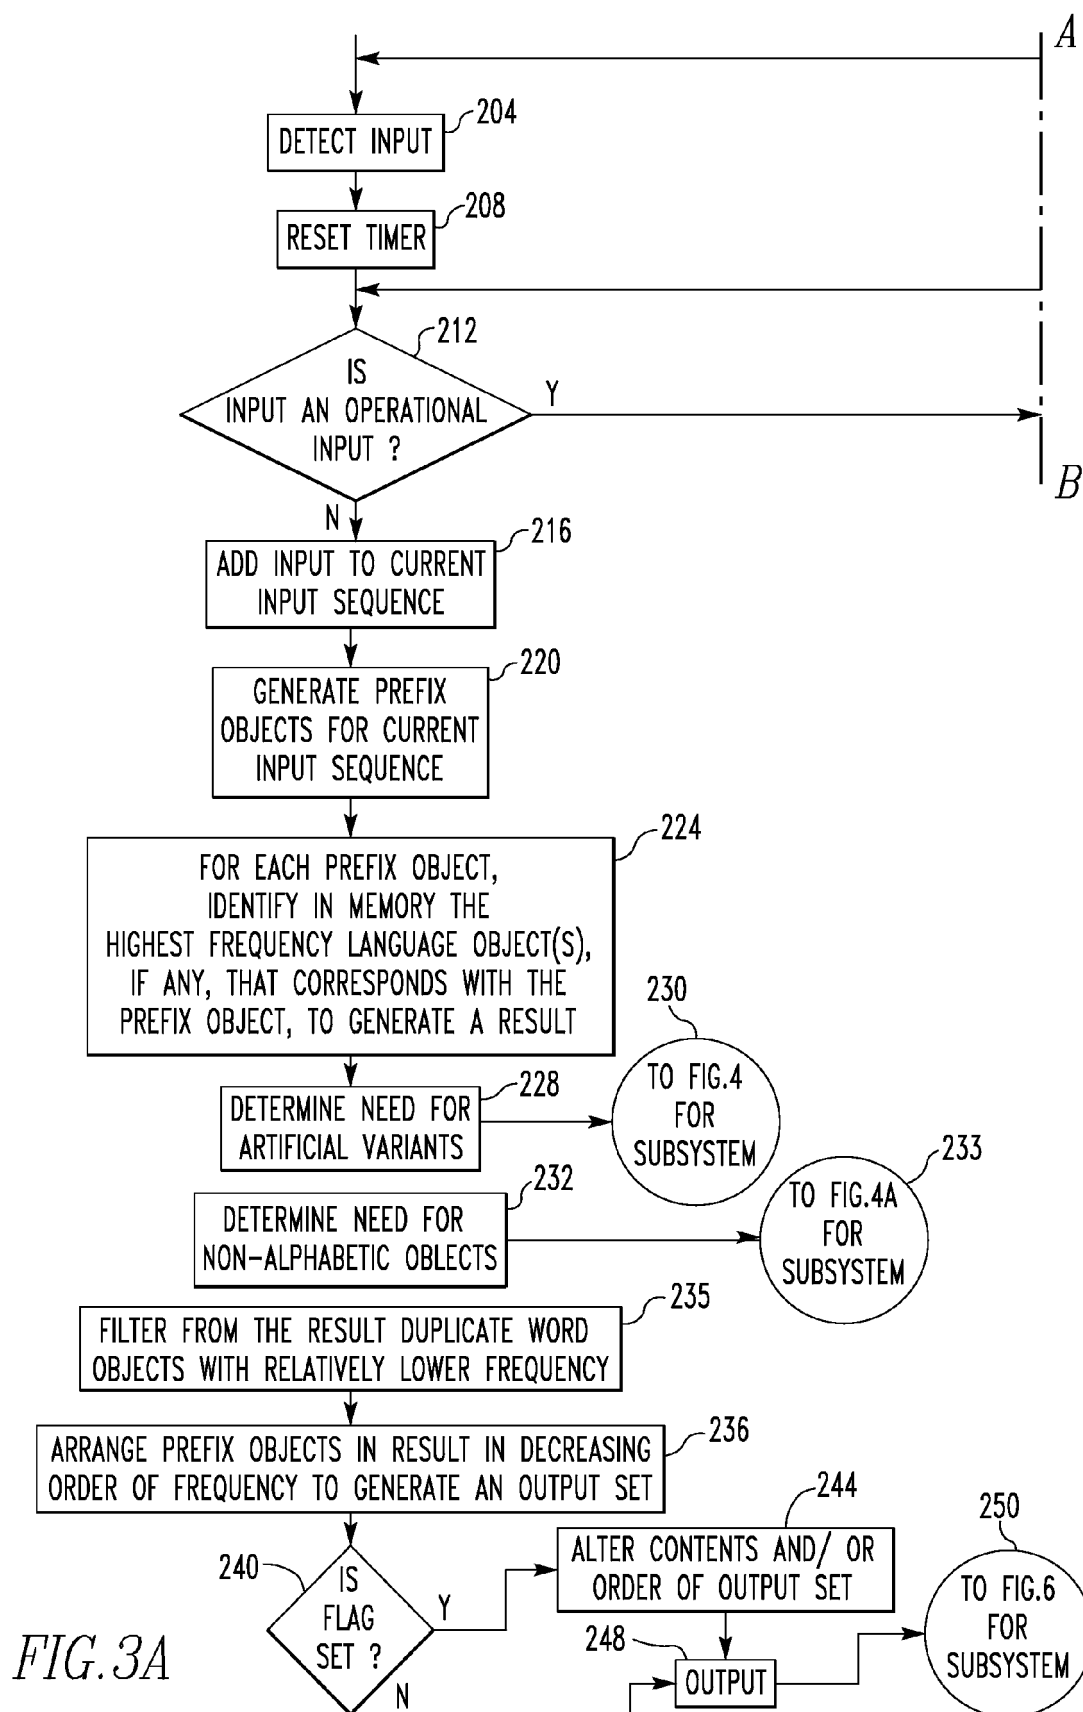 A
204
DETECT INPUT
208
RESET TIMER
212
IS
INPUT AN OPERATIONAL
INPUT ?
Y
B
N
216
ADD INPUT TO CURRENT
INPUT SEQUENCE
220
GENERATE PREFIX
OBJECTS FOR CURRENT
INPUT SEQUENCE
224
FOR EACH PREFIX OBJECT,
IDENTIFY IN MEMORY THE
HIGHEST FREQUENCY LANGUAGE OBJECT(S),
IF ANY, THAT CORRESPONDS WITH THE
PREFIX OBJECT, TO GENERATE A RESULT
230
TO FIG.4
FOR
SUBSYSTEM
228
DETERMINE NEED FOR
ARTIFICIAL VARIANTS
233
TO FIG.4A
FOR
SUBSYSTEM
232
DETERMINE NEED FOR
NON-ALPHABETIC OBLECTS
235
FILTER FROM THE RESULT DUPLICATE WORD
OBJECTS WITH RELATIVELY LOWER FREQUENCY
236
ARRANGE PREFIX OBJECTS IN RESULT IN DECREASING
ORDER OF FREQUENCY TO GENERATE AN OUTPUT SET
244
ALTER CONTENTS AND/ OR
ORDER OF OUTPUT SET
250
TO FIG.6
FOR
SUBSYSTEM
240
IS
FLAG
SET ?
Y
N
248
OUTPUT
FIG.3A